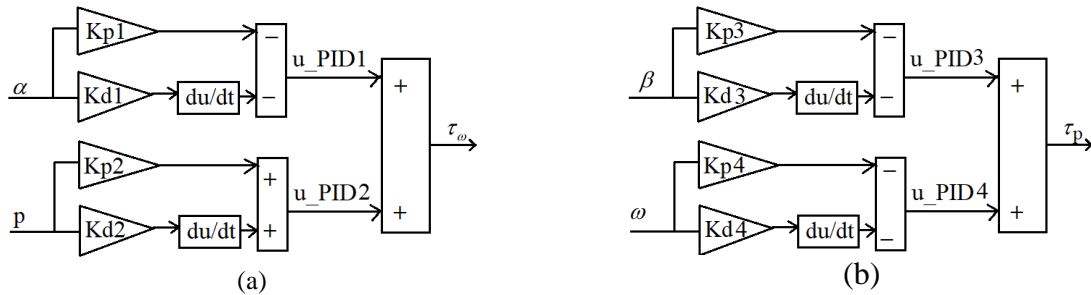 Kp1
−
α
Kd1
du/dt
−
u_PID1
+
τω
Kp2
+
p
Kd2
du/dt
+
u_PID2
+
(a)
Kp3
−
β
Kd3
du/dt
−
u_PID3
+
τp
Kp4
−
ω
Kd4
du/dt
−
u_PID4
+
(b)